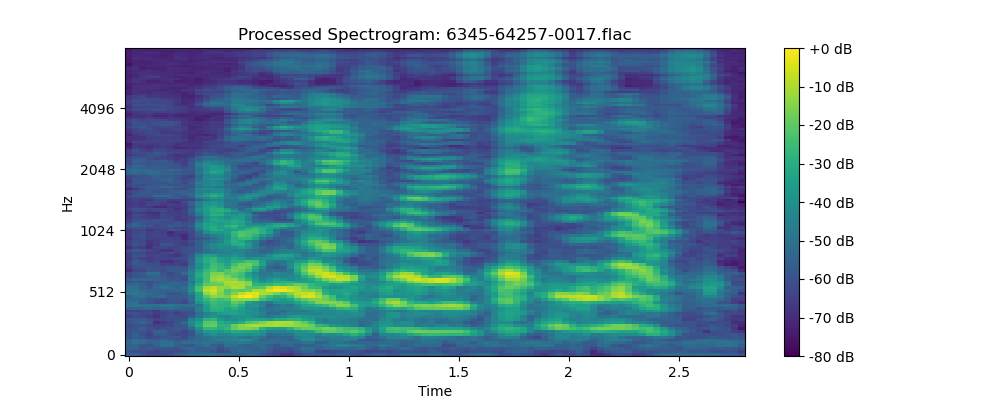 Processed Spectrogram: 6345-64257-0017.flac
Hz
4096
2048
1024
512
0
0
0.5
1
1.5
2
2.5
Time
+0 dB
-10 dB
-20 dB
-30 dB
-40 dB
-50 dB
-60 dB
-70 dB
-80 dB